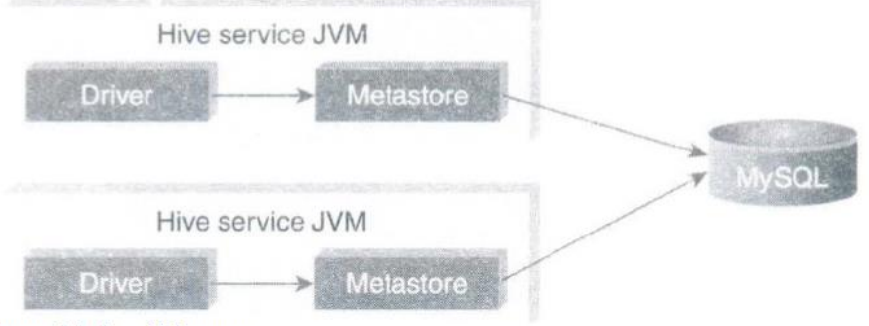 Hive service JVM
Driver
Metastore
MySQL
Hive service JVM
Driver
Metastore